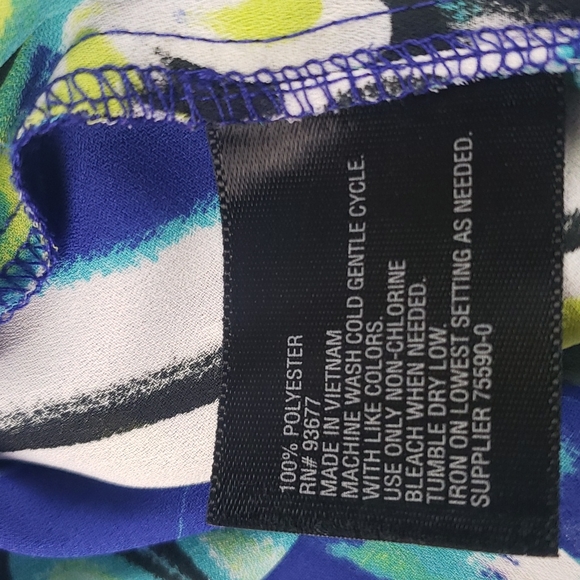 100% POLYESTER
RN# 93677
MADE IN VIETNAM
MACHINE WASH COLD GENTLE CYCLE.
WITH LIKE COLORS.
USE ONLY NON-CHLORINE
BLEACH WHEN NEEDED.
TUMBLE DRY LOW.
IRON ON LOWEST SETTING AS NEEDED.
SUPPLIER 75590-0